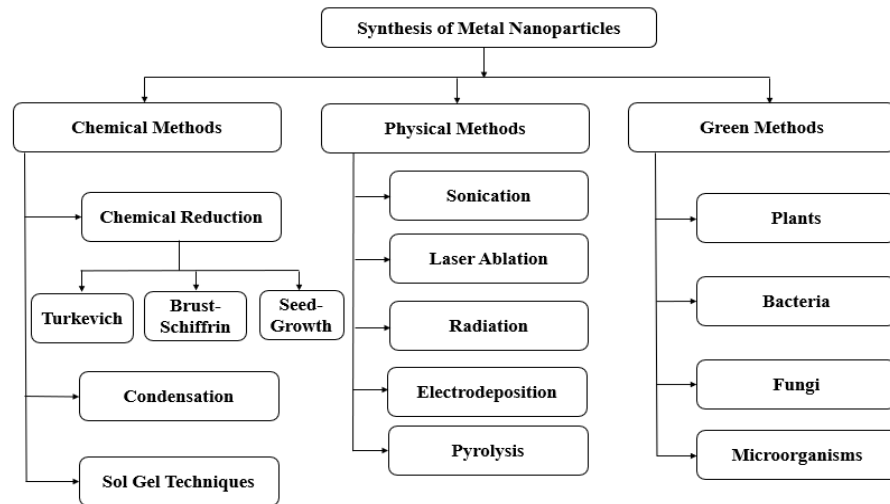 Synthesis of Metal Nanoparticles
Chemical Methods
Physical Methods
Green Methods
Chemical Reduction
Turkevich
Brust-
Schiffrin
Seed-
Growth
Condensation
Sol Gel Techniques
Sonication
Laser Ablation
Radiation
Electrodeposition
Pyrolysis
Plants
Bacteria
Fungi
Microorganisms